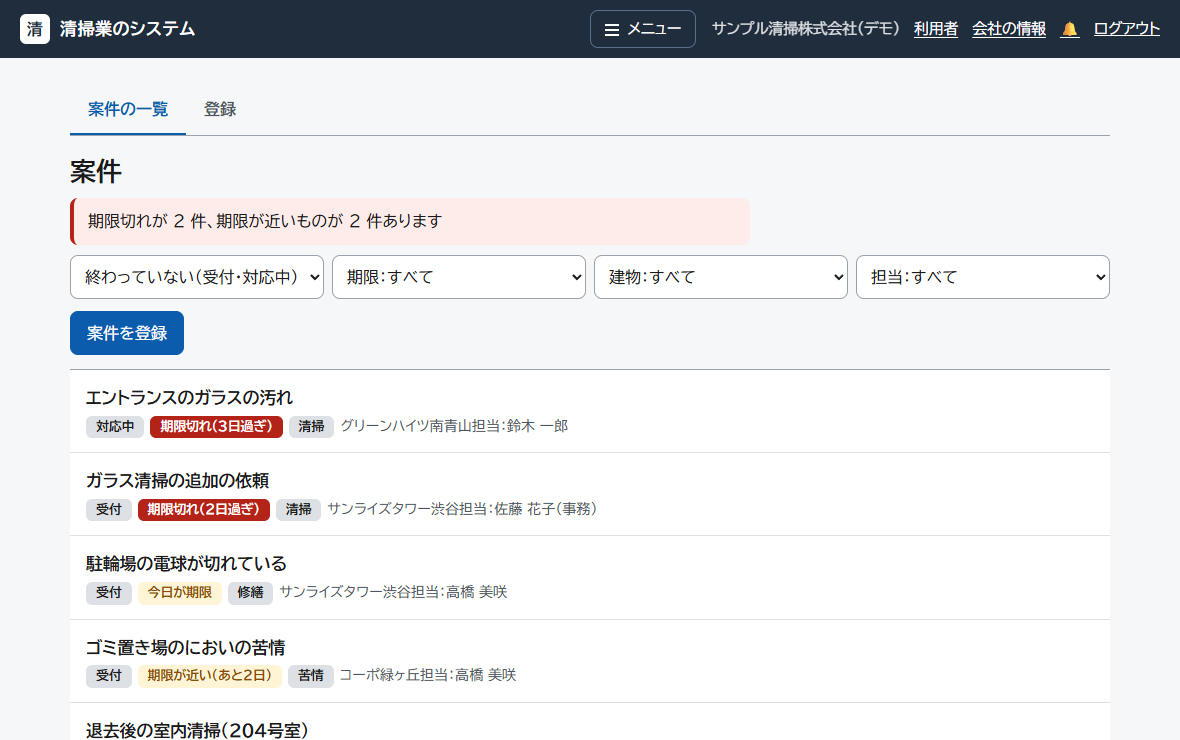 清 清掃業のシステム メニュー サンプル清掃株式会社(デモ) 利用者 会社の情報 ログアウト
案件の一覧 登録
案件
期限切れが 2 件、期限が近いものが 2 件あります
終わっていない(受付・対応中) 期限:すべて 建物:すべて 担当:すべて
案件を登録
エントランスのガラスの汚れ
対応中 期限切れ(3日過ぎ) 清掃 グリーンハイツ南青山担当:鈴木 一郎
ガラス清掃の追加の依頼
受付 期限切れ(2日過ぎ) 清掃 サンライズタワー渋谷担当:佐藤 花子(事務)
駐輪場の電球が切れている
受付 今日が期限 修繕 サンライズタワー渋谷担当:高橋 美咲
ゴミ置き場のにおいの苦情
受付 期限が近い(あと2日) 苦情 コーポ緑ヶ丘担当:高橋 美咲
退去後の室内清掃(204号室)